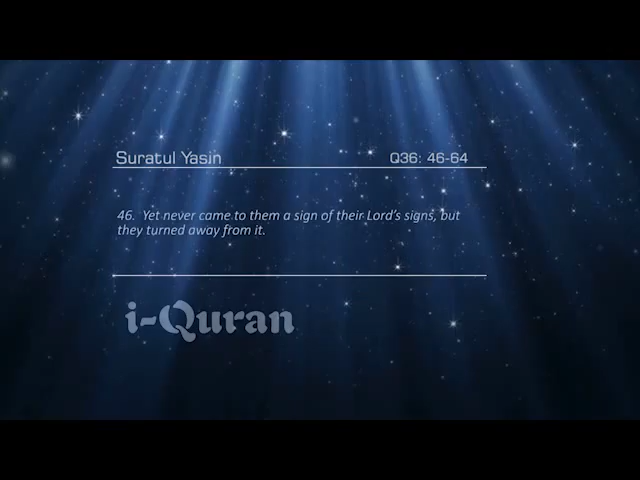 Suratul Yasin Q36: 46-64
46. Yet never came to them a sign of their Lord's signs, but
they turned away from it.
i-Quran